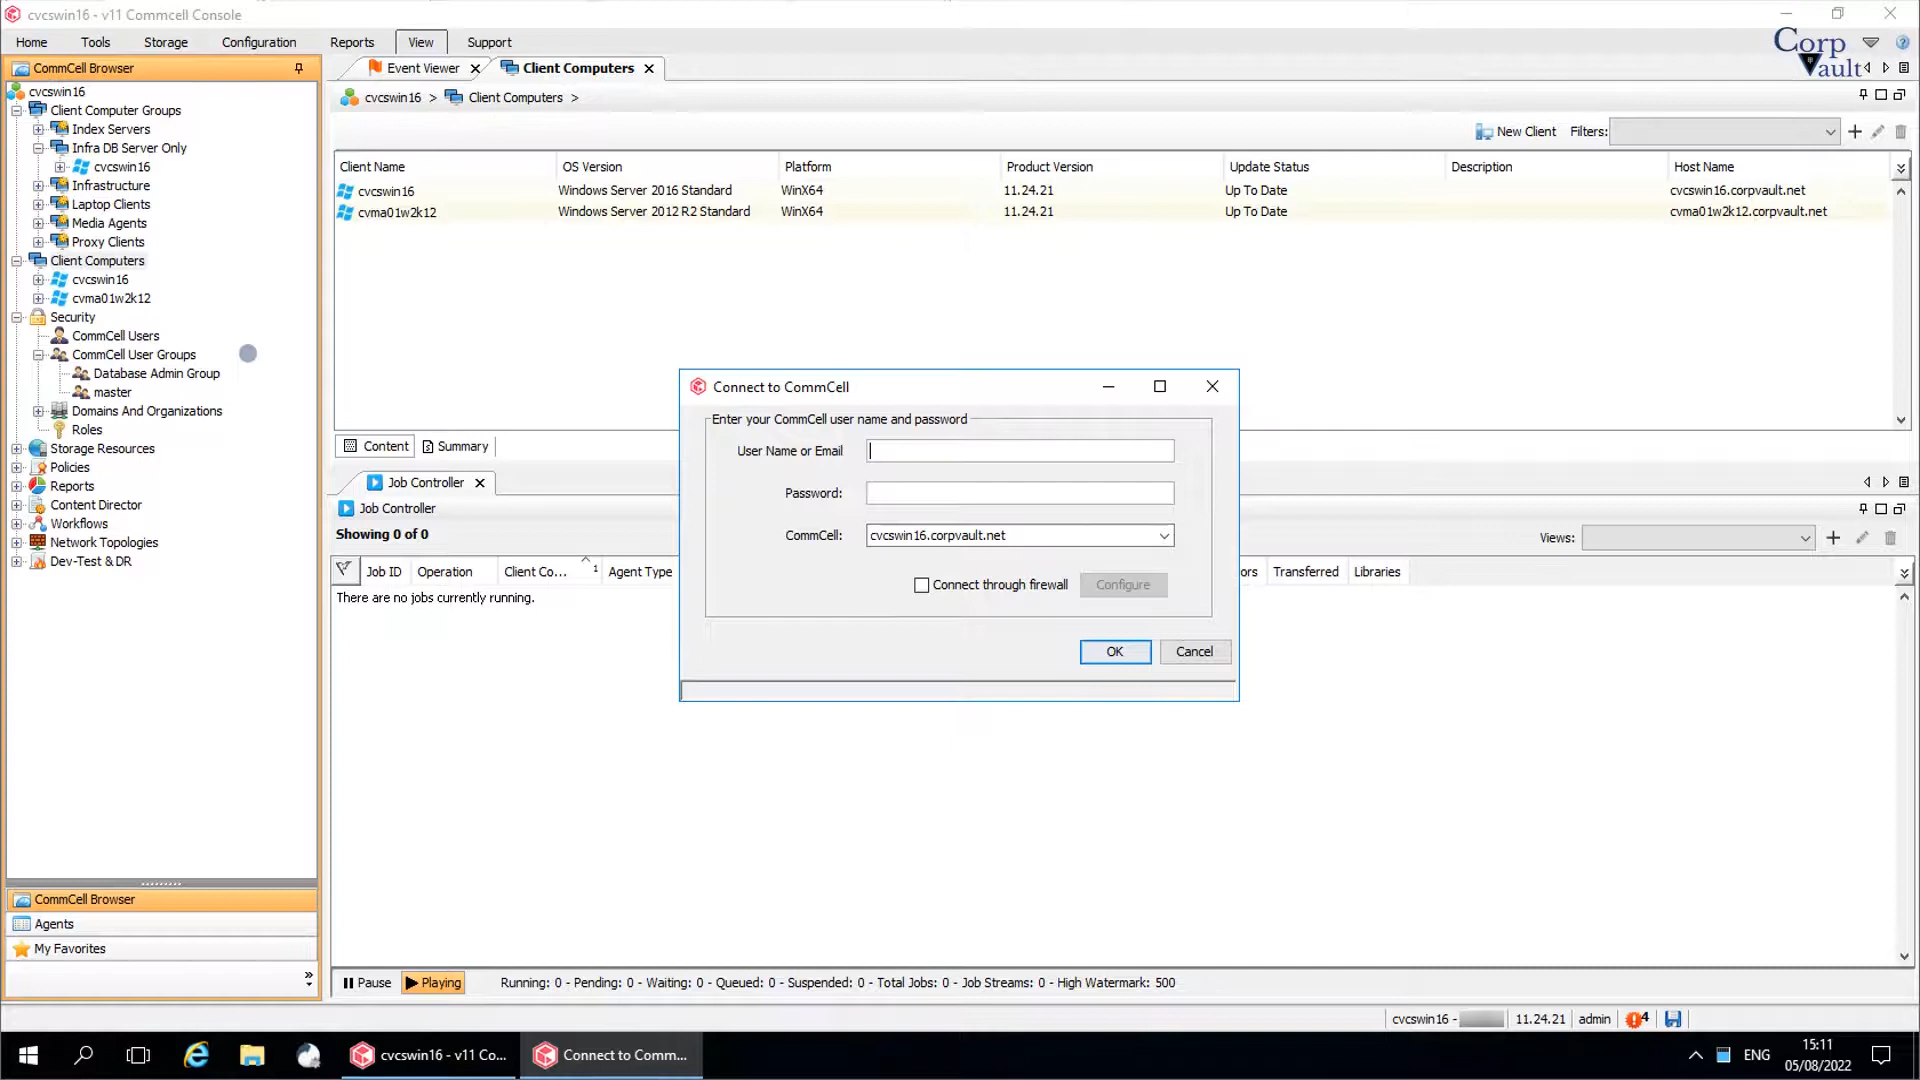 cvcswin16 - v11 Commcell Console
Home Tools Storage Configuration Reports View Support
Corp Vault
CommCell Browser
cvcswin16
Client Computer Groups
Index Servers
Infra DB Server Only
cvcswin16
Infrastructure
Laptop Clients
Media Agents
Proxy Clients
Client Computers
cvcswin16
cvma01w2k12
Security
CommCell Users
CommCell User Groups
Database Admin Group
master
Domains And Organizations
Roles
Storage Resources
Policies
Reports
Content Director
Workflows
Network Topologies
Dev-Test & DR
CommCell Browser
Agents
My Favorites
Event Viewer Client Computers
cvcswin16 > Client Computers >
New Client Filters:
Client Name OS Version Platform Product Version Update Status Description Host Name
cvcswin16 Windows Server 2016 Standard WinX64 11.24.21 Up To Date cvcswin16.corpvault.net
cvma01w2k12 Windows Server 2012 R2 Standard WinX64 11.24.21 Up To Date cvma01w2k12.corpvault.net
Content Summary
Job Controller
Job Controller
Showing 0 of 0 Views:
Job ID Operation Client Co... 1 Agent Type ors Transferred Libraries
There are no jobs currently running.
Connect to CommCell
Enter your CommCell user name and password
User Name or Email
Password:
CommCell: cvcswin16.corpvault.net
Connect through firewall Configure
OK Cancel
Pause Playing Running: 0 - Pending: 0 - Waiting: 0 - Queued: 0 - Suspended: 0 - Total Jobs: 0 - Job Streams: 0 - High Watermark: 500
cvcswin16 - 11.24.21 admin 4
cvcswin16 - v11 Co... Connect to Comm... ENG 15:11
05/08/2022